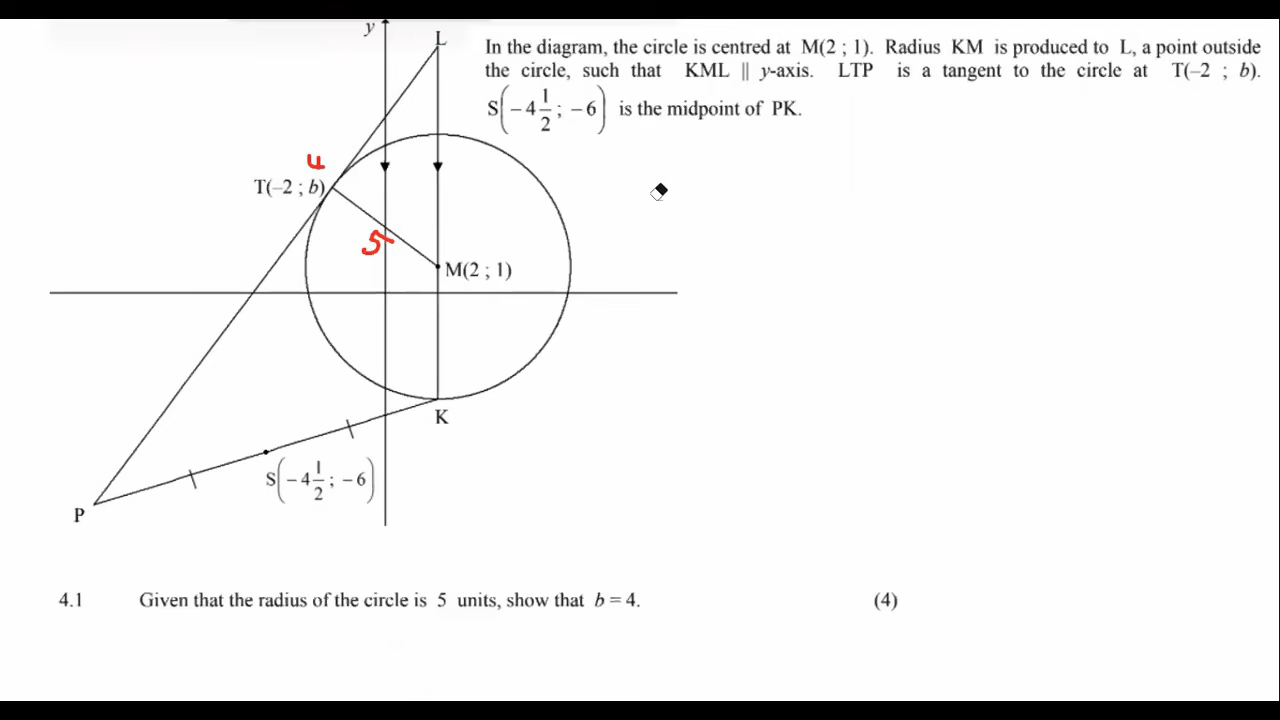 y
L
In the diagram, the circle is centred at M(2 ; 1). Radius KM is produced to L, a point outside
the circle, such that KML || y-axis. LTP is a tangent to the circle at T(−2 ; b).
S(−4 1/2 ; −6) is the midpoint of PK.
4
T(−2 ; b)
5
M(2 ; 1)
K
S(−4 1/2 ; −6)
P
4.1 Given that the radius of the circle is 5 units, show that b = 4. (4)